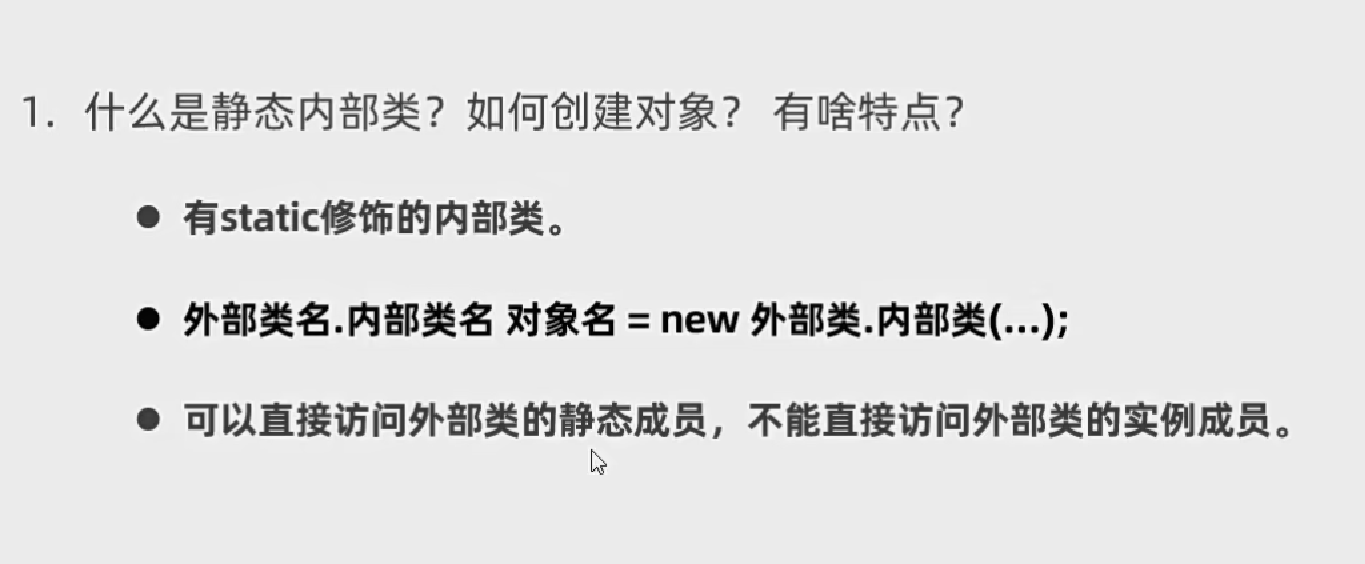 1. 什么是静态内部类？如何创建对象？ 有啥特点？
● 有static修饰的内部类。
● 外部类名.内部类名 对象名 = new 外部类.内部类(...);
● 可以直接访问外部类的静态成员，不能直接访问外部类的实例成员。